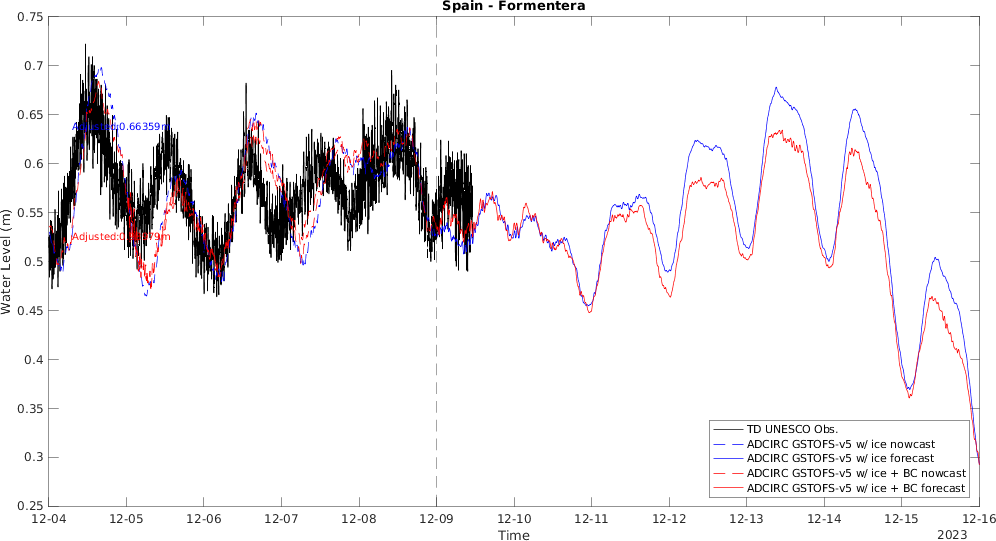 Spain - Formentera
0.75
0.7
0.65
0.6
0.55
0.5
0.45
0.4
0.35
0.3
0.25
Water Level (m)
Adjusted:0.66359m
TD UNESCO Obs.
ADCIRC GSTOFS-v5 w/ ice nowcast
ADCIRC GSTOFS-v5 w/ ice forecast
ADCIRC GSTOFS-v5 w/ ice + BC nowcast
ADCIRC GSTOFS-v5 w/ ice + BC forecast
12-04 12-05 12-06 12-07 12-08 12-09 12-10 12-11 12-12 12-13 12-14 12-15 12-16
Time
2023